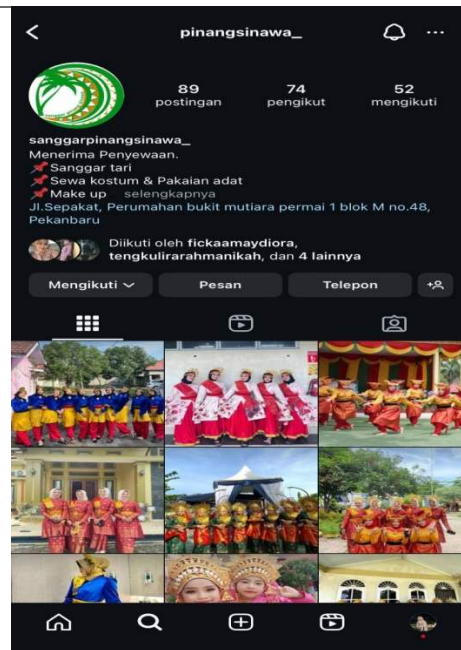 pinangsinawa_
89
postingan
74
pengikut
52
mengikuti
sanggarpinangsinawa_
Menerima Penyewaan.
Sanggar tari
Sewa kostum & Pakaian adat
Make up selengkapnya
Jl.Sepakat, Perumahan bukit mutiara permai 1 blok M no.48,
Pekanbaru
Diikuti oleh fickaamaydiora,
tengkulirarahmanikah, dan 4 lainnya
Mengikuti
Pesan
Telepon